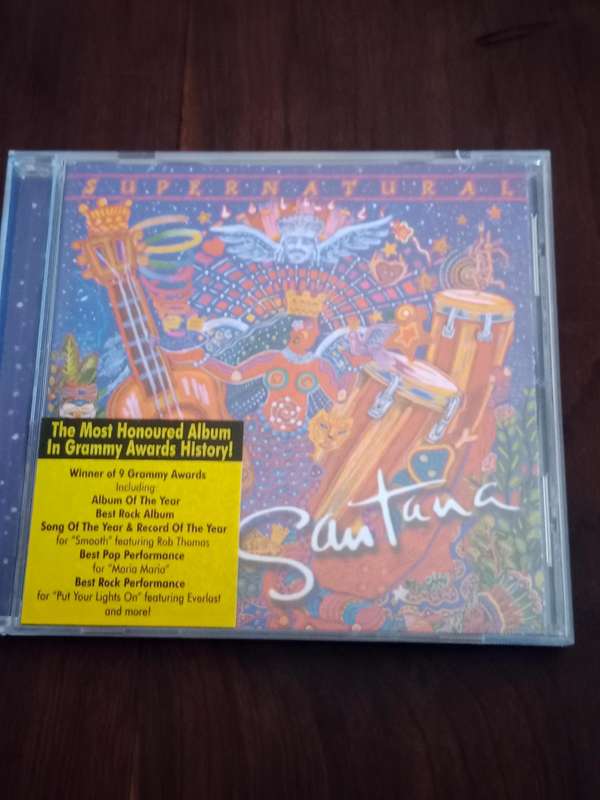 SUPERNATURAL
The Most Honoured Album
In Grammy Awards History!
Winner of 9 Grammy Awards
Including:
Album Of The Year
Best Rock Album
Song Of The Year & Record Of The Year
for "Smooth" featuring Rob Thomas
Best Pop Performance
for "Maria Maria"
Best Rock Performance
for "Put Your Lights On" featuring Everlast
and more!
Santana